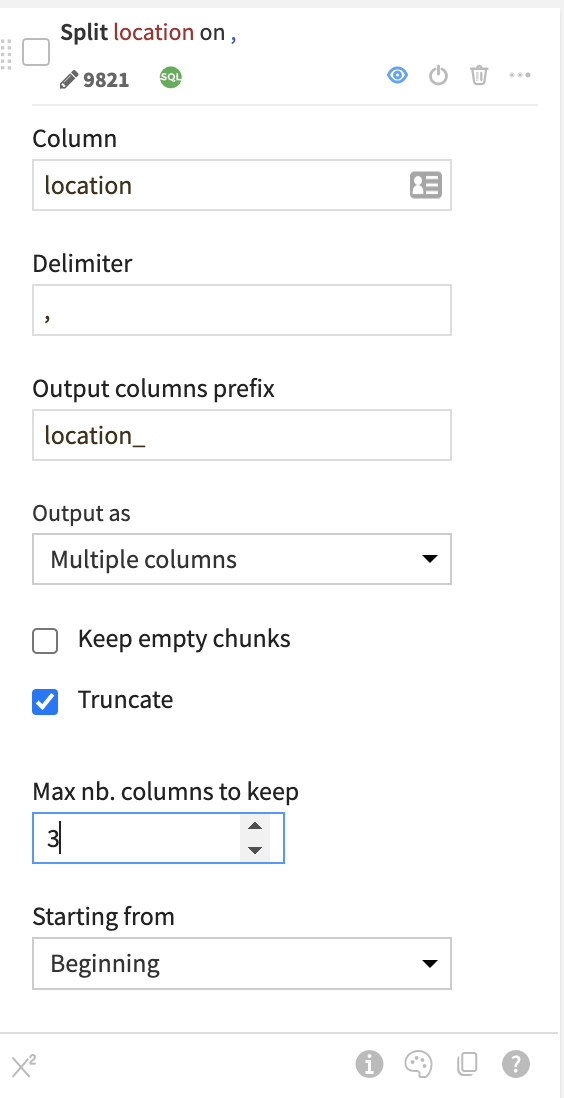 Split location on ,
9821 SQL
Column
location
Delimiter
,
Output columns prefix
location_
Output as
Multiple columns
Keep empty chunks
Truncate
Max nb. columns to keep
3
Starting from
Beginning
X² i ?